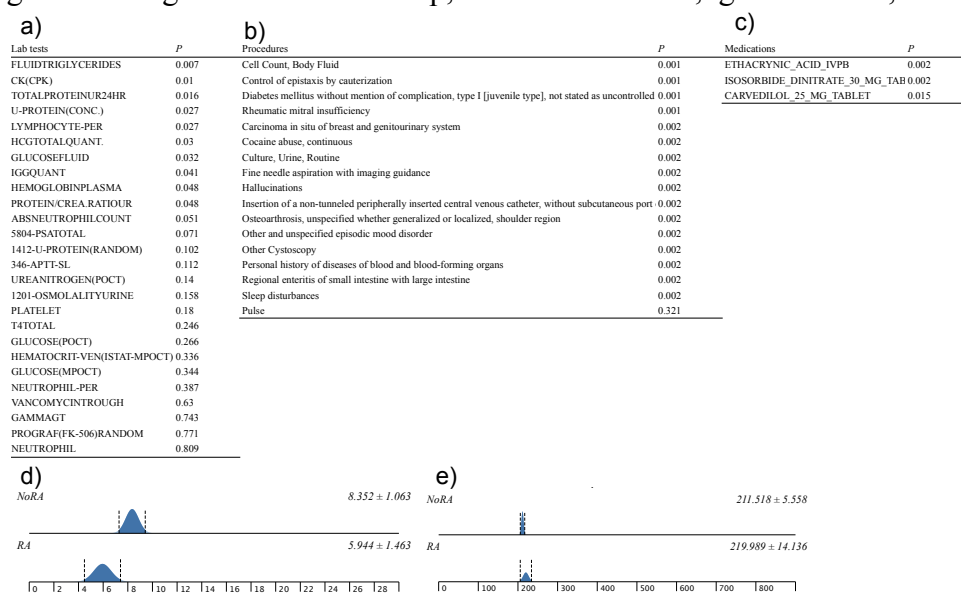 a)
Lab tests P
FLUIDTRIGLYCERIDES 0.007
CK(CPK) 0.01
TOTALPROTEINUR24HR 0.016
U-PROTEIN(CONC.) 0.027
LYMPHOCYTE-PER 0.027
HCGTOTALQUANT. 0.03
GLUCOSEFLUID 0.032
IGGQUANT 0.041
HEMOGLOBINPLASMA 0.048
PROTEIN/CREA.RATIOUR 0.048
ABSNEUTROPHILCOUNT 0.051
5804-PSATOTAL 0.071
1412-U-PROTEIN(RANDOM) 0.102
346-APTT-SL 0.112
UREANITROGEN(POCT) 0.14
1201-OSMOLALITYURINE 0.158
PLATELET 0.18
T4TOTAL 0.246
GLUCOSE(POCT) 0.266
HEMATOCRIT-VEN(ISTAT-MPOCT) 0.336
GLUCOSE(MPOCT) 0.344
NEUTROPHIL-PER 0.387
VANCOMYCINTROUGH 0.63
GAMMAGT 0.743
PROGRAF(FK-506)RANDOM 0.771
NEUTROPHIL 0.809
b)
Procedures P
Cell Count, Body Fluid 0.001
Control of epistaxis by cauterization 0.001
Diabetes mellitus without mention of complication, type I [juvenile type], not stated as uncontrolled 0.001
Rheumatic mitral insufficiency 0.001
Carcinoma in situ of breast and genitourinary system 0.002
Cocaine abuse, continuous 0.002
Culture, Urine, Routine 0.002
Fine needle aspiration with imaging guidance 0.002
Hallucinations 0.002
Insertion of a non-tunneled peripherally inserted central venous catheter, without subcutaneous port 0.002
Osteoarthrosis, unspecified whether generalized or localized, shoulder region 0.002
Other and unspecified episodic mood disorder 0.002
Other Cystoscopy 0.002
Personal history of diseases of blood and blood-forming organs 0.002
Regional enteritis of small intestine with large intestine 0.002
Sleep disturbances 0.002
Pulse 0.321
c)
Medications P
ETHACRYNIC_ACID_IVPB 0.002
ISOSORBIDE_DINITRATE_30_MG_TAB 0.002
CARVEDILOL_25_MG_TABLET 0.015
d)
NoRA 8.352 ± 1.063
RA 5.944 ± 1.463
0 2 4 6 8 10 12 14 16 18 20 22 24 26 28
e)
NoRA 211.518 ± 5.558
RA 219.989 ± 14.136
0 100 200 300 400 500 600 700 800